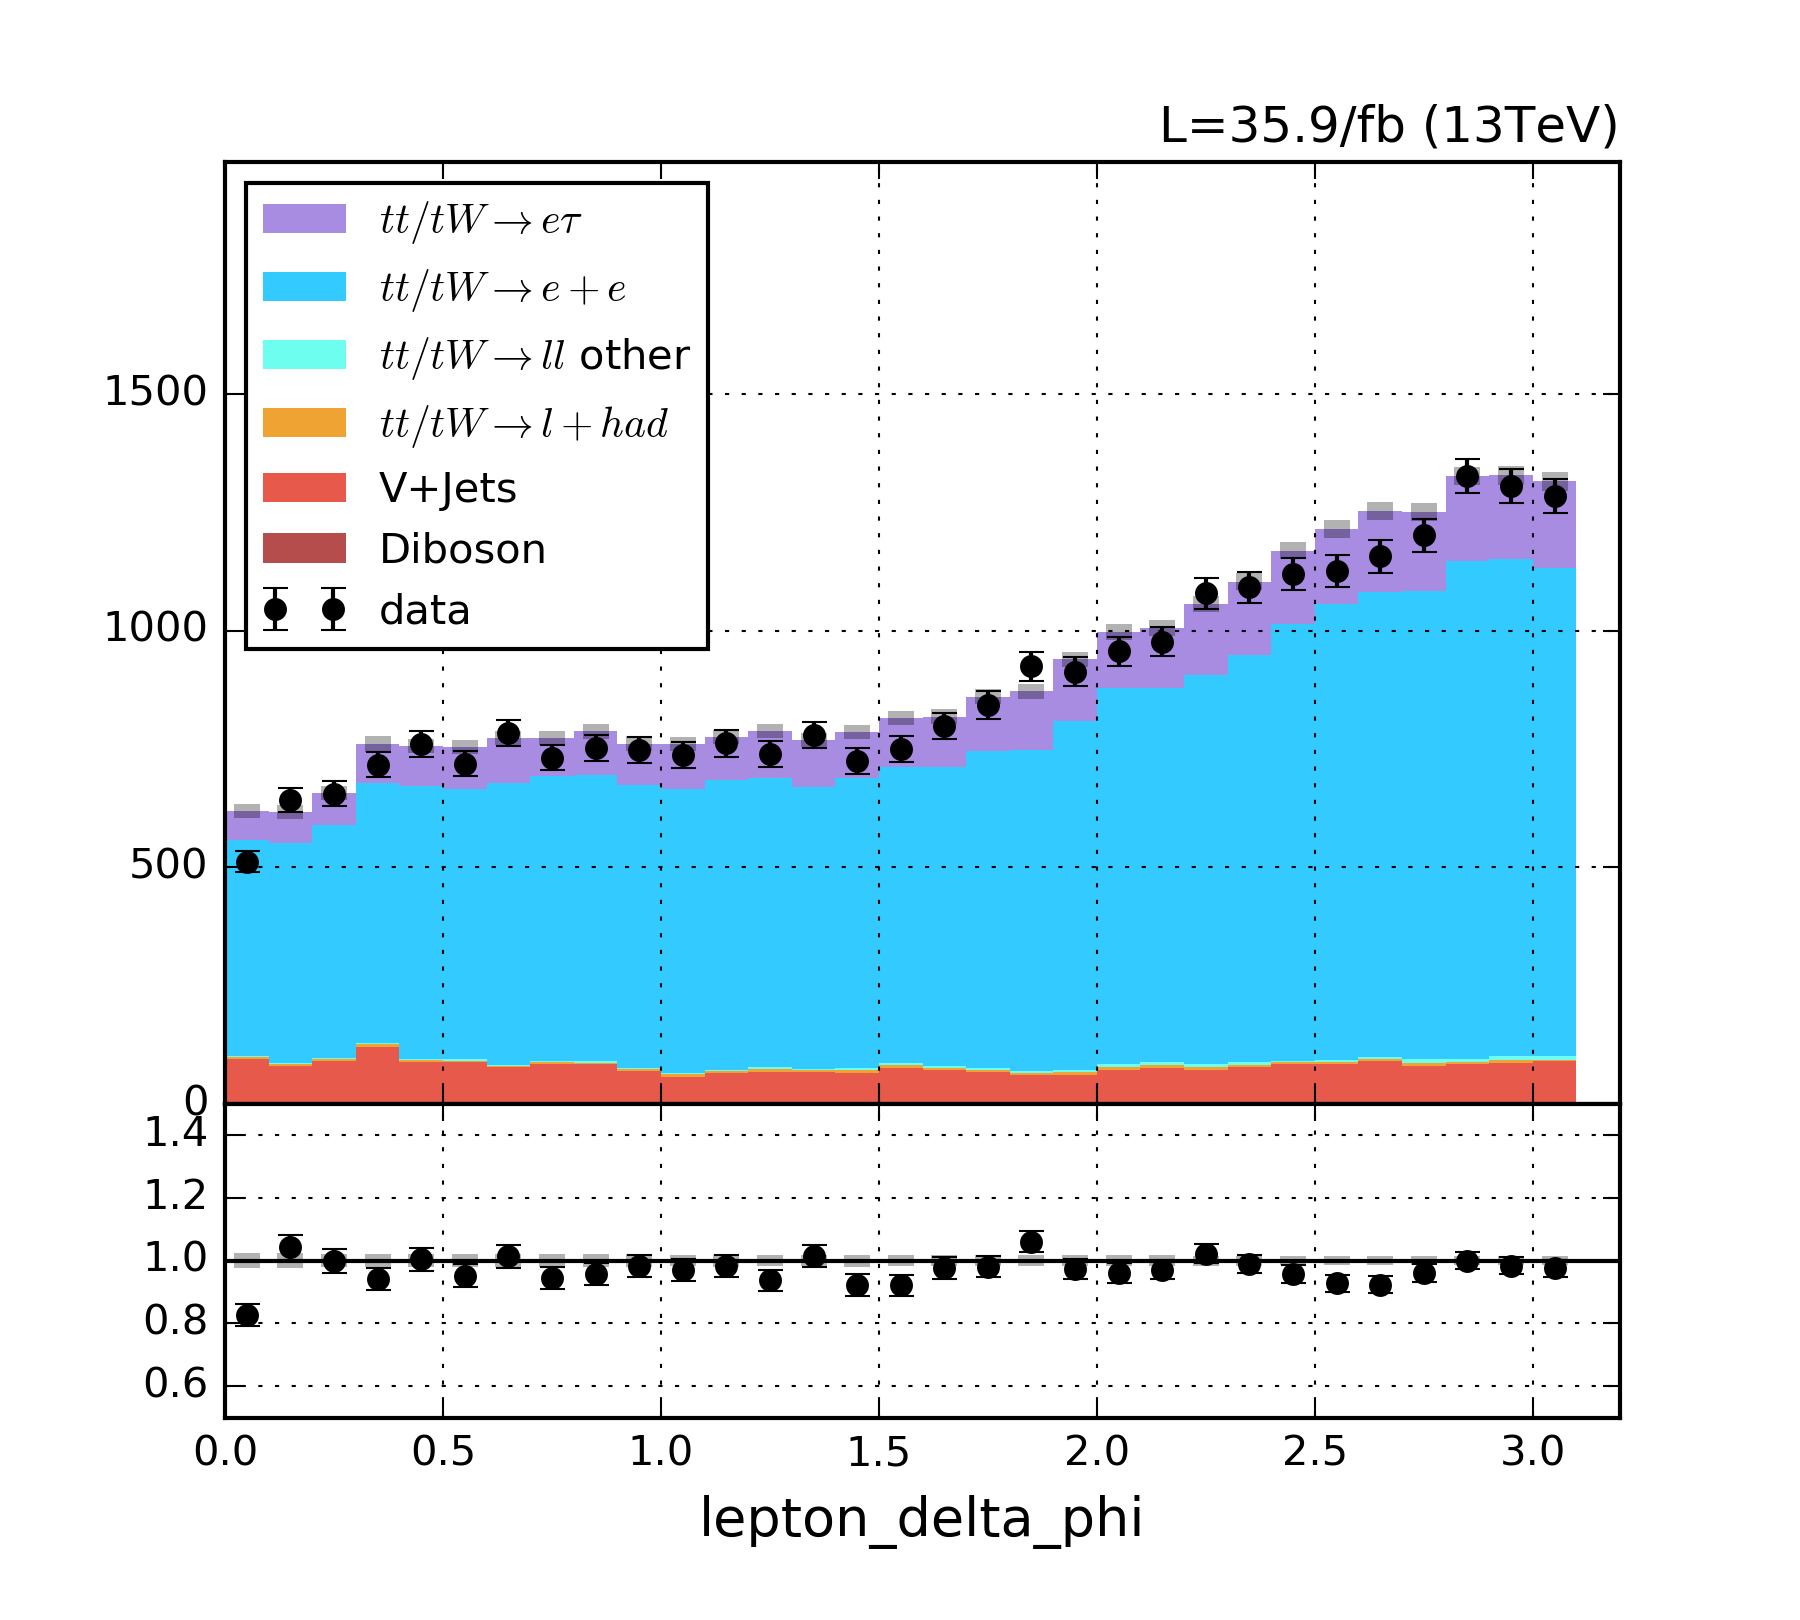 L=35.9/fb (13TeV)
tt/tW→eτ
tt/tW→e+e
tt/tW→ll other
tt/tW→l+had
V+Jets
Diboson
data
1500
1000
500
0
1.4
1.2
1.0
0.8
0.6
0.0 0.5 1.0 1.5 2.0 2.5 3.0
lepton_delta_phi